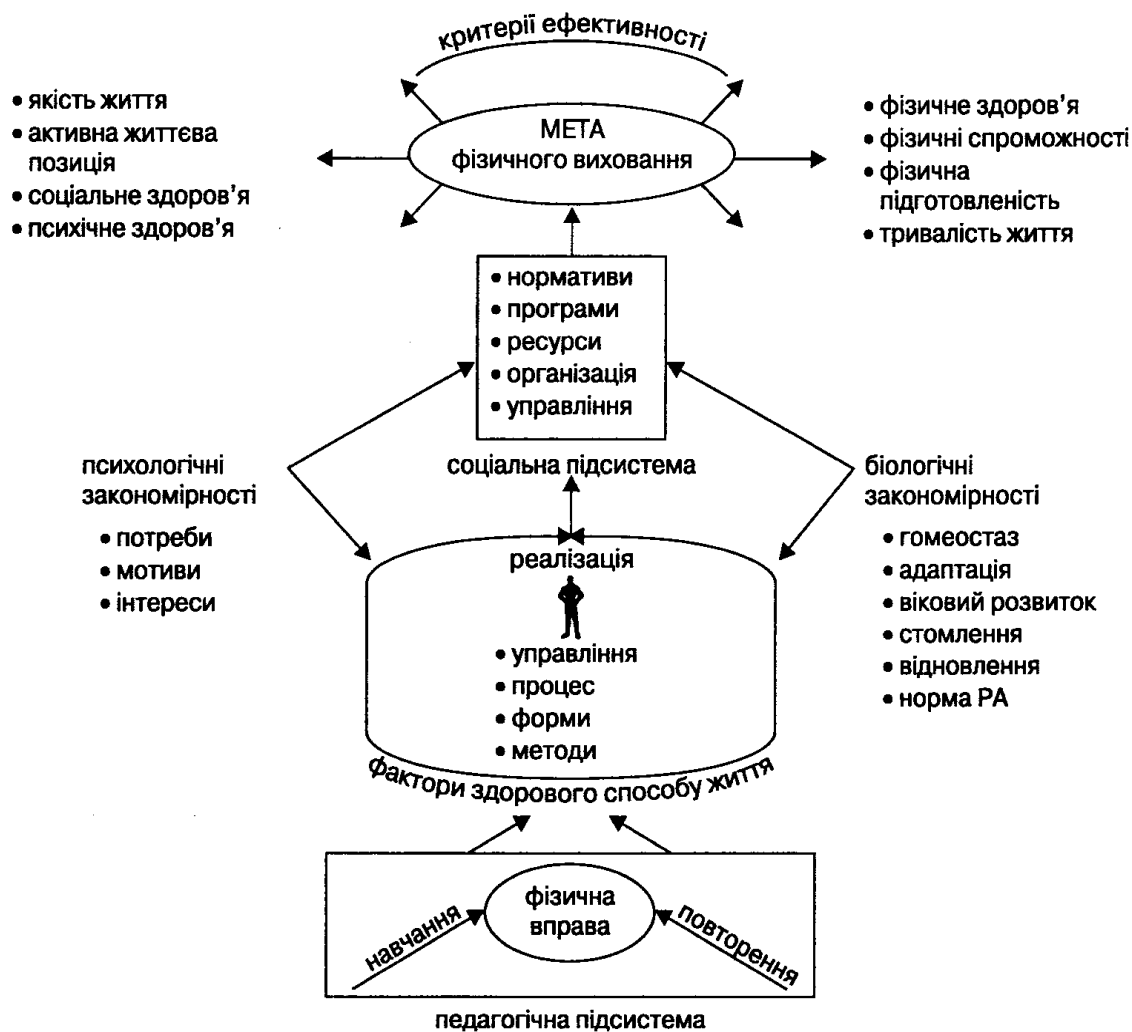 критерії ефективності
• якість життя
• активна життєва
позиція
• соціальне здоров’я
• психічне здоров’я
МЕТА
фізичного виховання
• фізичне здоров’я
• фізичні спроможності
• фізична
підготовленість
• тривалість життя
• нормативи
• програми
• ресурси
• організація
• управління
соціальна підсистема
психологічні
закономірності
• потреби
• мотиви
• інтереси
біологічні
закономірності
• гомеостаз
• адаптація
• віковий розвиток
• стомлення
• відновлення
• норма РА
реалізація
• управління
• процес
• форми
• методи
фактори здорового способу життя
навчання
фізична
вправа
повторення
педагогічна підсистема